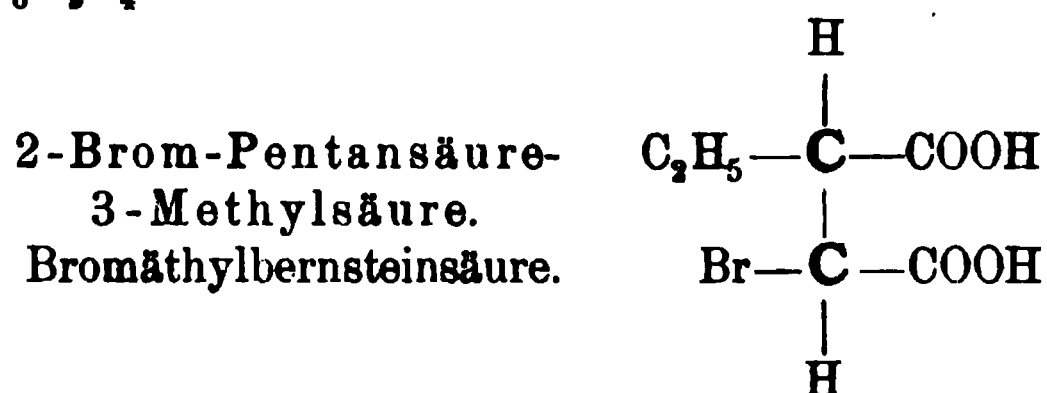 2-Brom-Pentansäure-
3-Methylsäure.
Bromäthylbernsteinsäure.
H
C₂H₅—C—COOH
Br—C—COOH
H